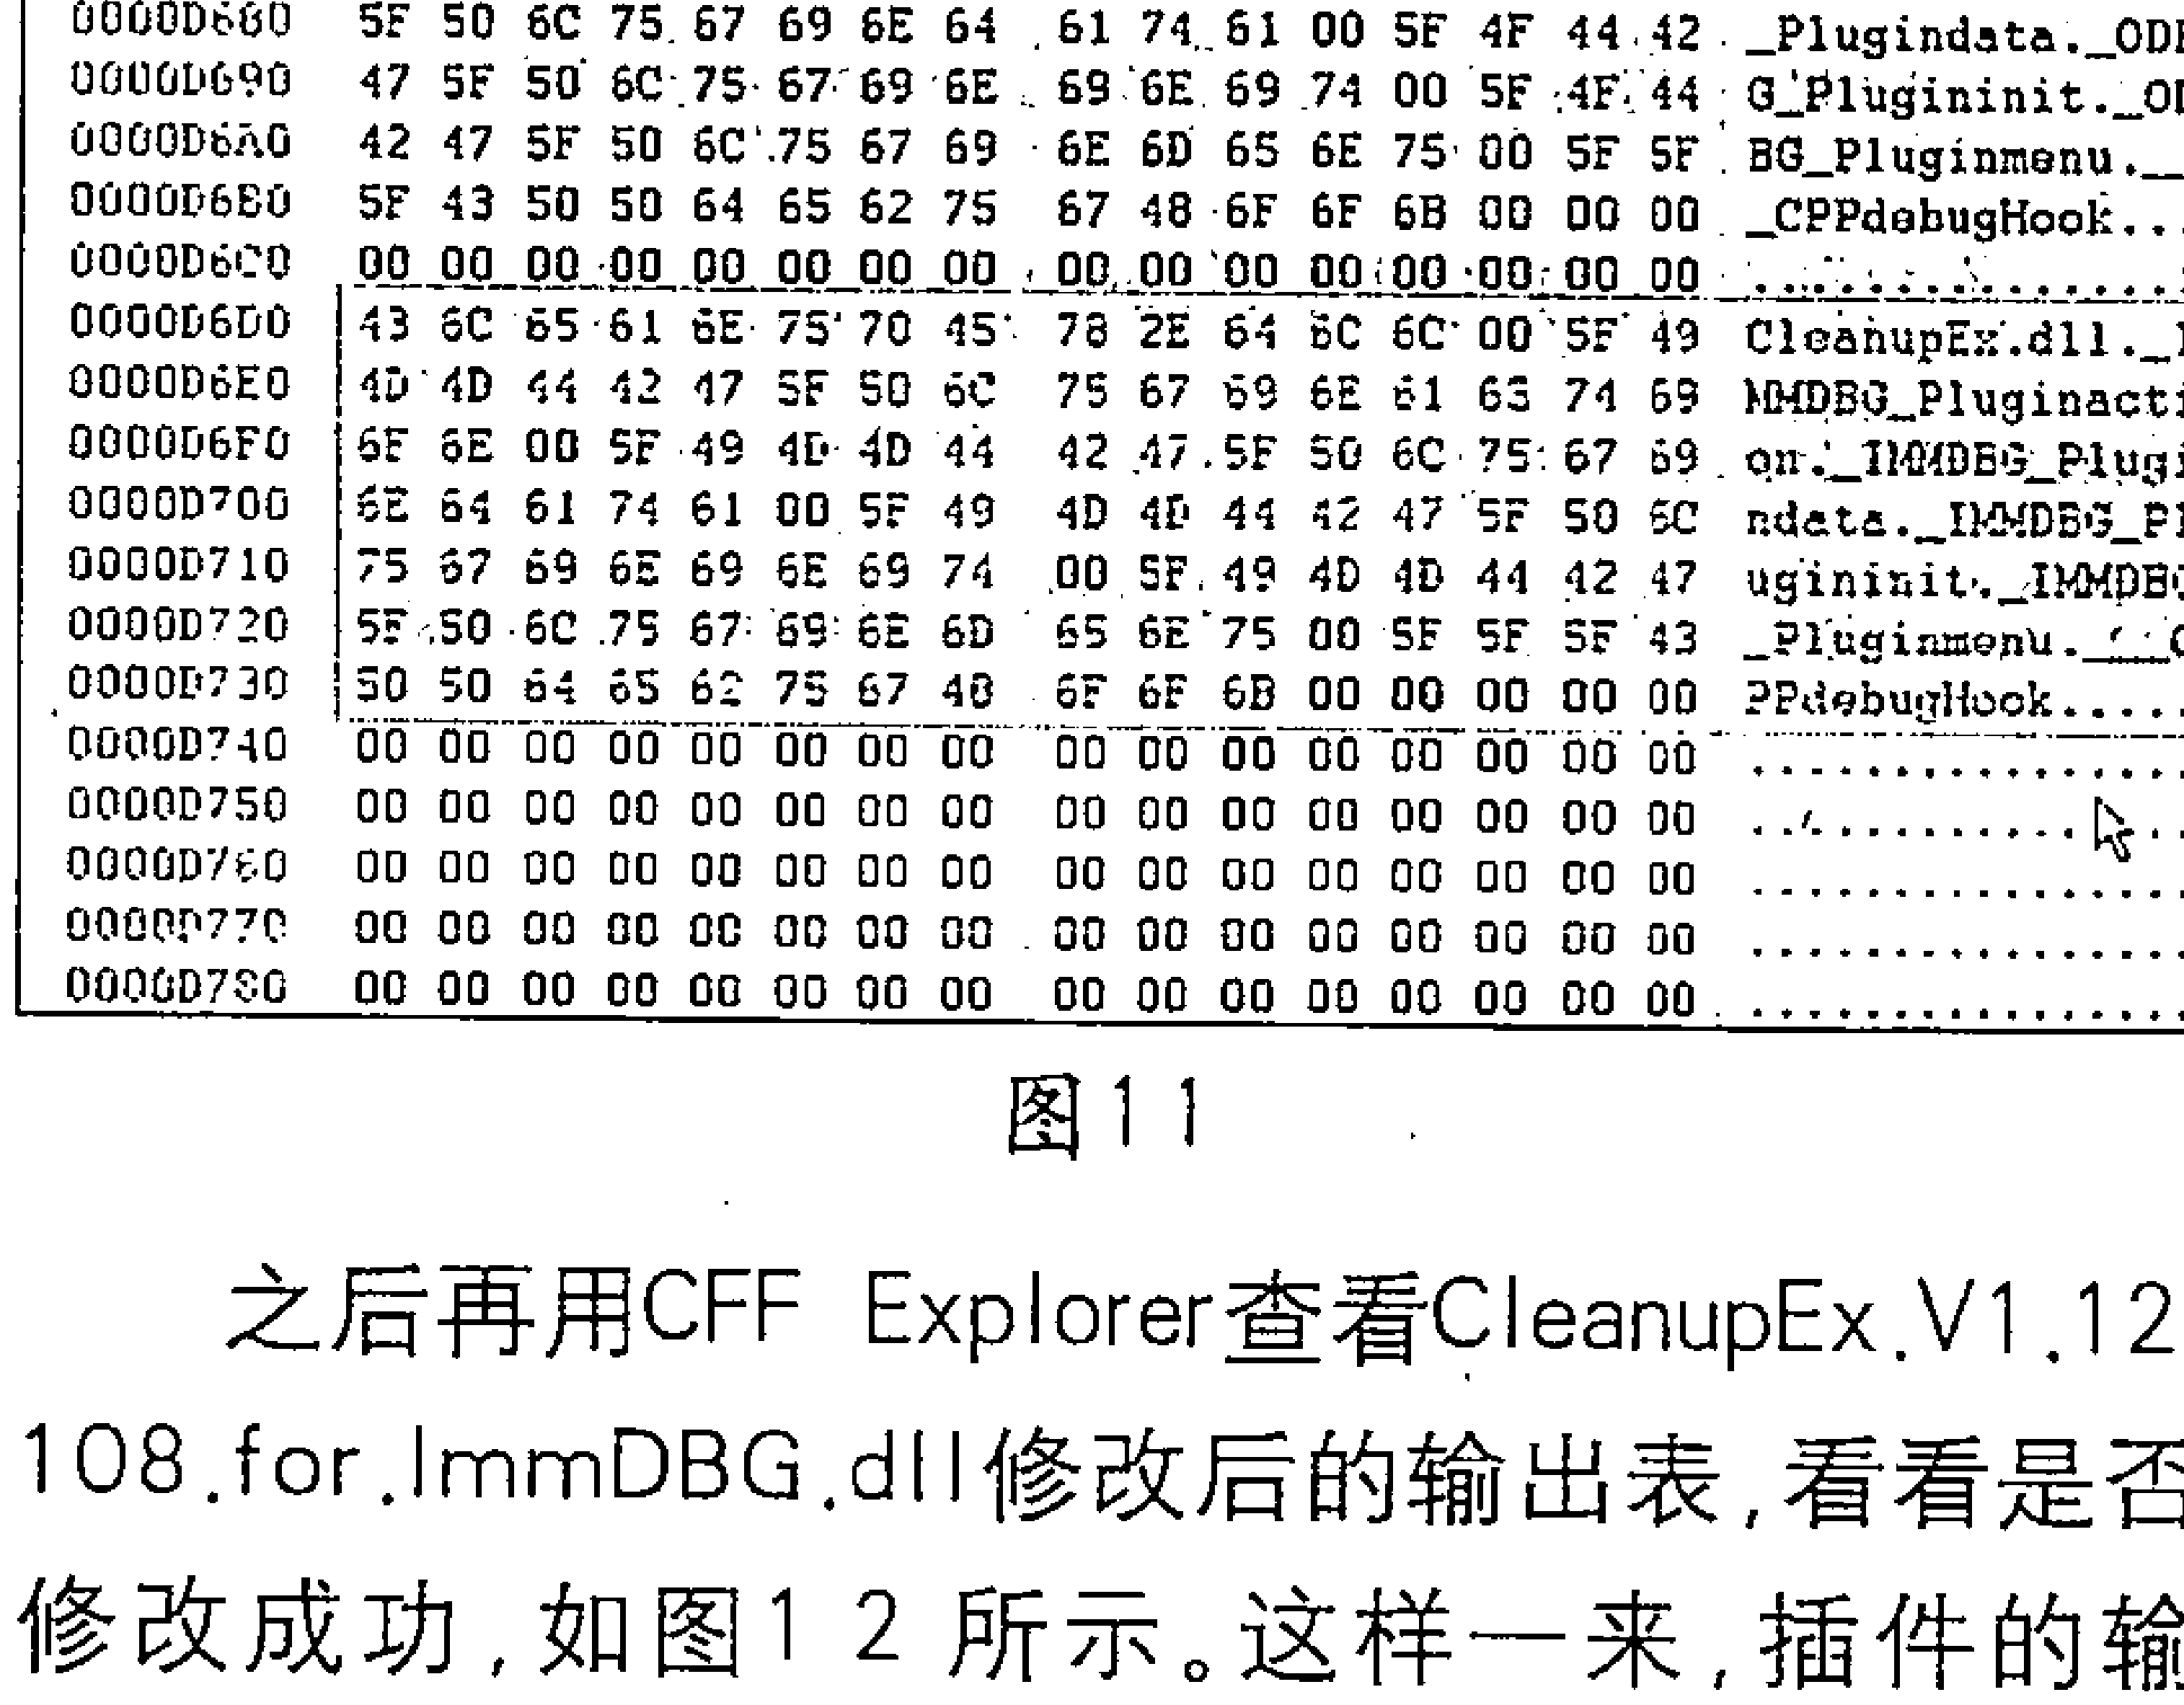 0000D680 5F 50 6C 75 67 69 6E 64 61 74 61 00 5F 4F 44 42 _Plugindata._ODB
0000D690 47 5F 50 6C 75 67 69 6E 69 6E 69 74 00 5F 4F 44 G_Plugininit._OD
0000D6A0 42 47 5F 50 6C 75 67 69 6E 6D 65 6E 75 00 5F 5F BG_Pluginmenu.__
0000D6B0 5F 43 50 50 64 65 62 75 67 48 6F 6F 6B 00 00 00 _CPPdebugHook..
0000D6C0 00 00 00 00 00 00 00 00 00 00 00 00 00 00 00 00 ...............
0000D6D0 43 6C 65 61 6E 75 70 45 78 2E 64 6C 6C 00 5F 49 CleanupEx.dll._I
0000D6E0 4D 4D 44 42 47 5F 50 6C 75 67 69 6E 61 63 74 69 MMDBG_Pluginacti
0000D6F0 6F 6E 00 5F 49 4D 4D 44 42 47 5F 50 6C 75 67 69 on._IMMDBG_Plugi
0000D700 6E 64 61 74 61 00 5F 49 4D 4D 44 42 47 5F 50 6C ndata._IMMDBG_Pl
0000D710 75 67 69 6E 69 6E 69 74 00 5F 49 4D 4D 44 42 47 ugininit._IMMDBG
0000D720 5F 50 6C 75 67 69 6E 6D 65 6E 75 00 5F 5F 5F 43 _Pluginmenu.___C
0000D730 50 50 64 65 62 75 67 48 6F 6F 6B 00 00 00 00 00 PPdebugHook.....
0000D740 00 00 00 00 00 00 00 00 00 00 00 00 00 00 00 00 ...............
0000D750 00 00 00 00 00 00 00 00 00 00 00 00 00 00 00 00 ...............
0000D760 00 00 00 00 00 00 00 00 00 00 00 00 00 00 00 00 ...............
0000D770 00 00 00 00 00 00 00 00 00 00 00 00 00 00 00 00 ...............
0000D780 00 00 00 00 00 00 00 00 00 00 00 00 00 00 00 00 ...............
图11
之后再用CFF Explorer查看CleanupEx.V1.12
108.for.ImmDBG.dll修改后的输出表,看看是否
修改成功,如图12所示。这样一来,插件的输